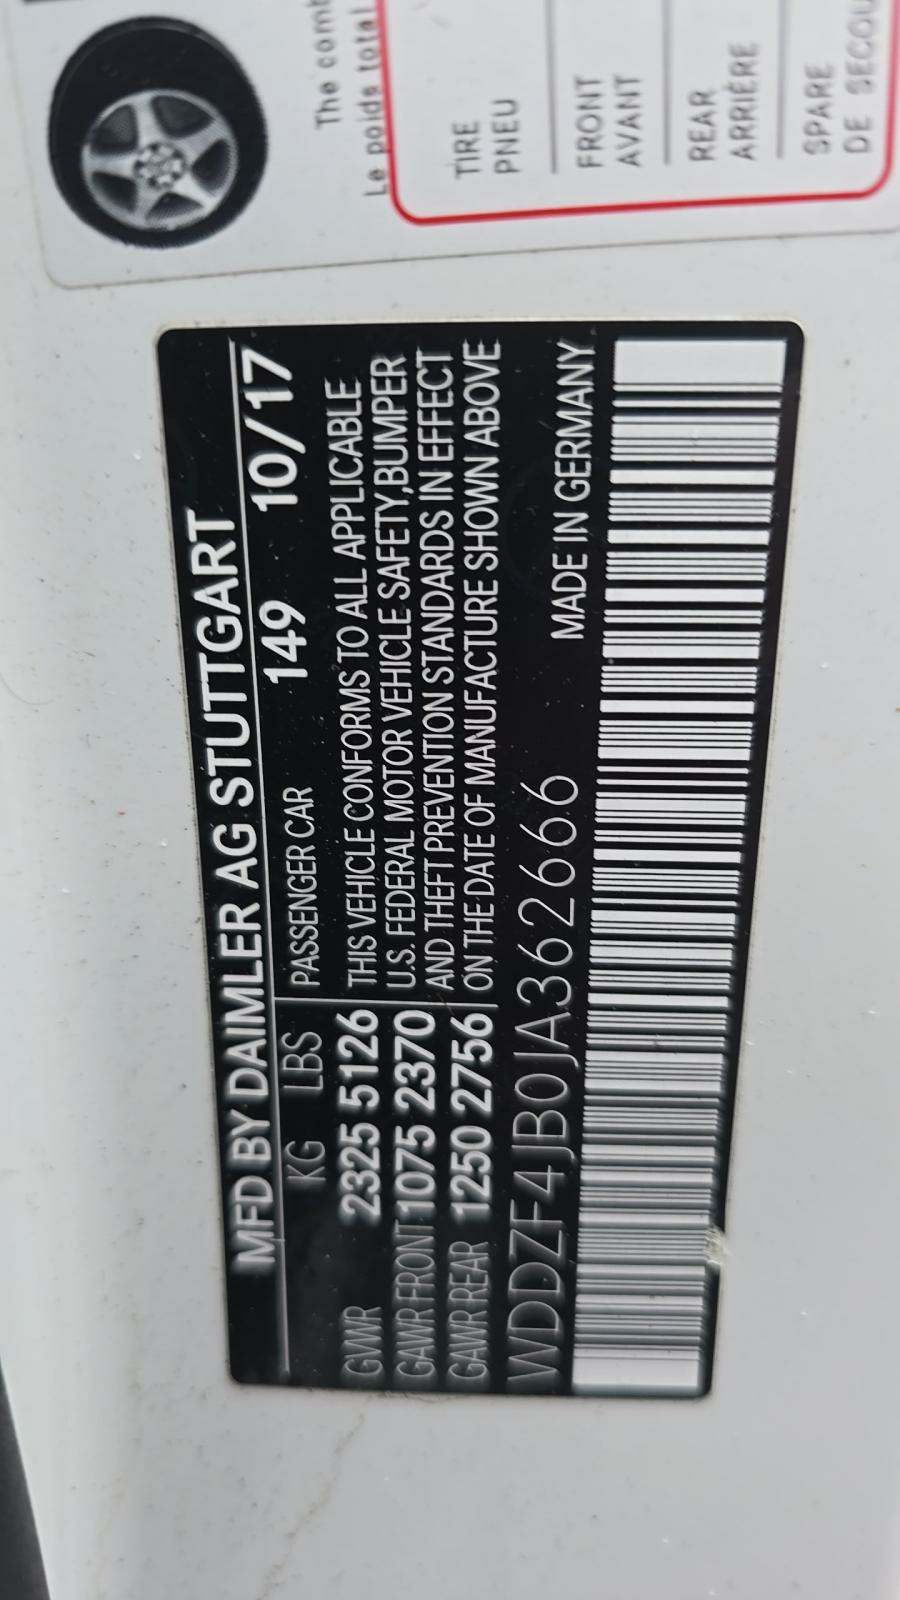 The comb
Le poids total
TIRE
PNEU
FRONT
AVANT
REAR
ARRIÈRE
SPARE
DE SECOU
MFD BY DAIMLER AG STUTTGART
KG LBS PASSENGER CAR 149 10/17
GVWR 2325 5126 THIS VEHICLE CONFORMS TO ALL APPLICABLE
GAWR FRONT 1075 2370 U.S. FEDERAL MOTOR VEHICLE SAFETY,BUMPER
GAWR REAR 1250 2756 AND THEFT PREVENTION STANDARDS IN EFFECT
ON THE DATE OF MANUFACTURE SHOWN ABOVE
WDDZF4JB0JA362666 MADE IN GERMANY